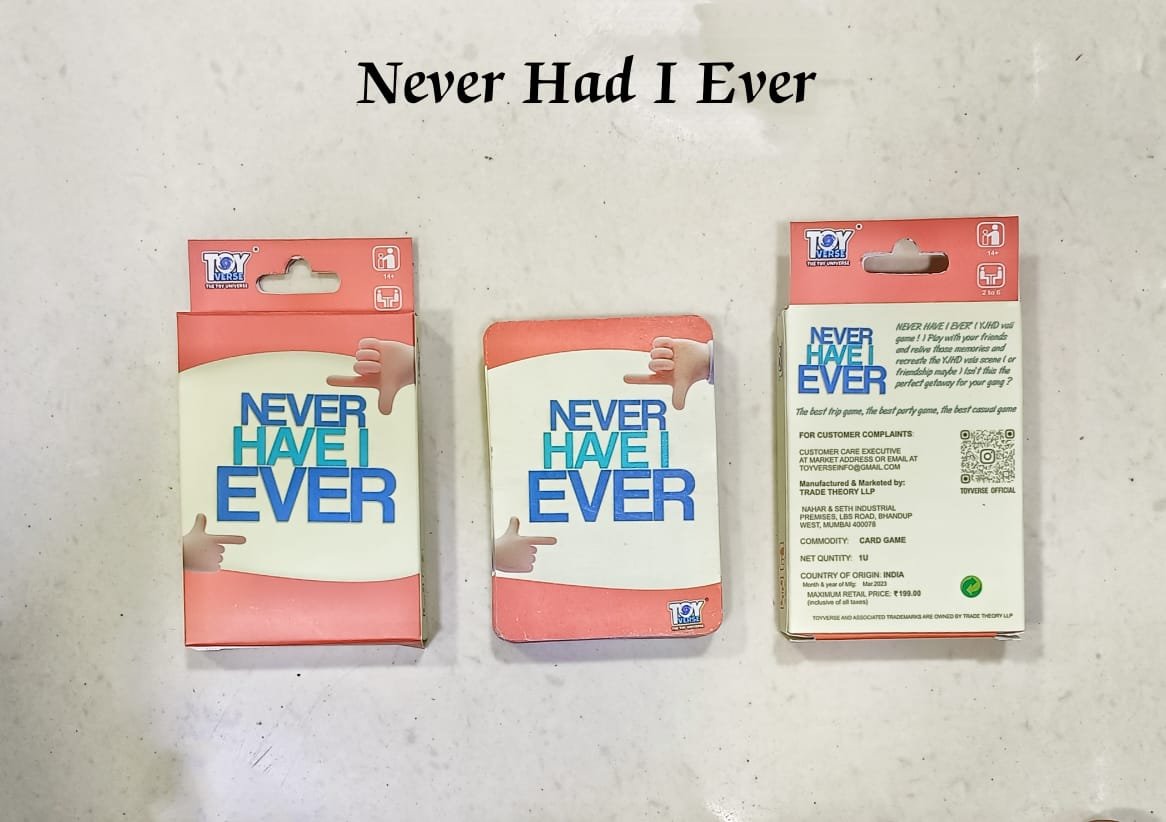 Never Had I Ever
TOY
VERSE
THE TOY UNIVERSE
14+
NEVER
HAVE I
EVER
NEVER
HAVE I
EVER
TOY
VERSE
TOY
VERSE
THE TOY UNIVERSE
14+
2 to 6
NEVER
HAVE I
EVER
NEVER HAVE I EVER ( YJHD vali
game ! ) Play with your friends
and relive those memories and
recreate the YJHD vala scene ( or
friendship maybe ) Isn't this the
perfect getaway for your gang ?
The best trip game, the best party game, the best casual game
FOR CUSTOMER COMPLAINTS:
CUSTOMER CARE EXECUTIVE
AT MARKET ADDRESS OR EMAIL AT
TOYVERSEINFO@GMAIL.COM
Manufactured & Marketed by:
TRADE THEORY LLP
NAHAR & SETH INDUSTRIAL
PREMISES, LBS ROAD, BHANDUP
WEST, MUMBAI 400078
COMMODITY: CARD GAME
NET QUNTITY: 1U
COUNTRY OF ORIGIN: INDIA
Month & year of Mfg: Mar.2023
MAXIMUM RETAIL PRICE: ₹199.00
(inclusive of all taxes)
TOYVERSE OFFICIAL
TOYVERSE AND ASSOCIATED TRADEMARKS ARE OWNED BY TRADE THEORY LLP